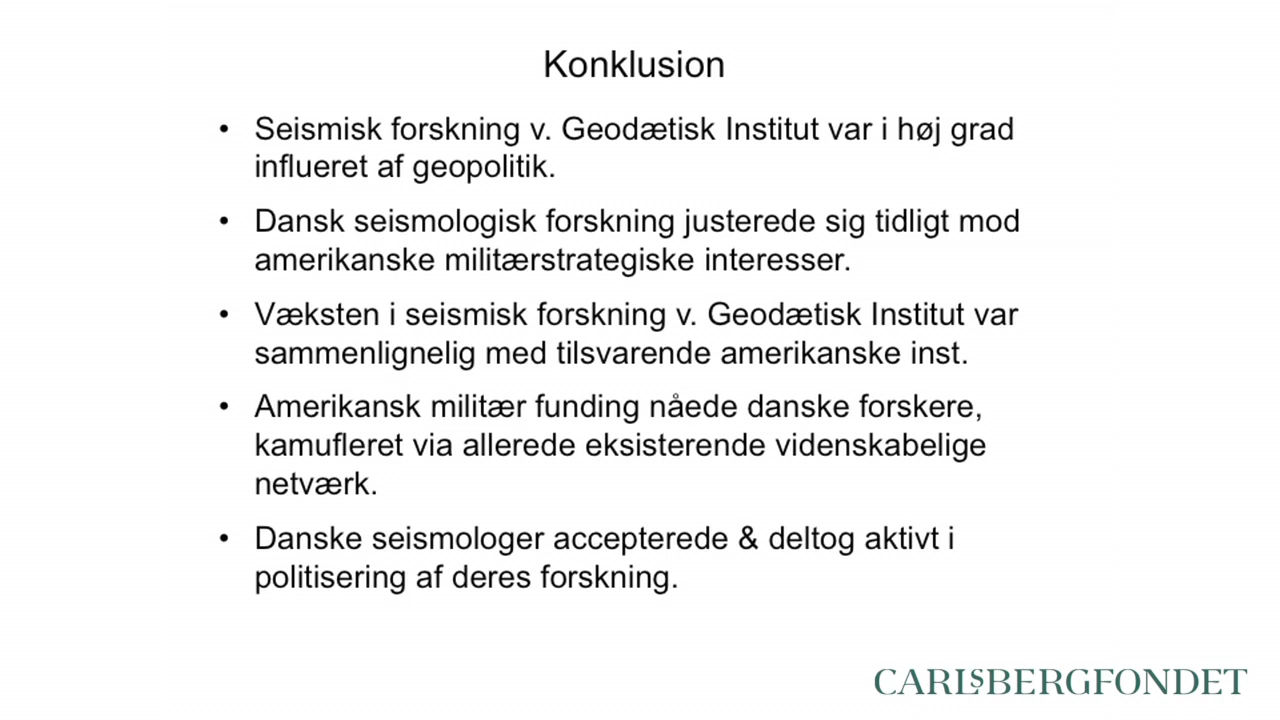 Konklusion
• Seismisk forskning v. Geodætisk Institut var i høj grad
influeret af geopolitik.
• Dansk seismologisk forskning justerede sig tidligt mod
amerikanske militærstrategiske interesser.
• Væksten i seismisk forskning v. Geodætisk Institut var
sammenlignelig med tilsvarende amerikanske inst.
• Amerikansk militær funding nåede danske forskere,
kamufleret via allerede eksisterende videnskabelige
netværk.
• Danske seismologer accepterede & deltog aktivt i
politisering af deres forskning.
CARLSBERGFONDET